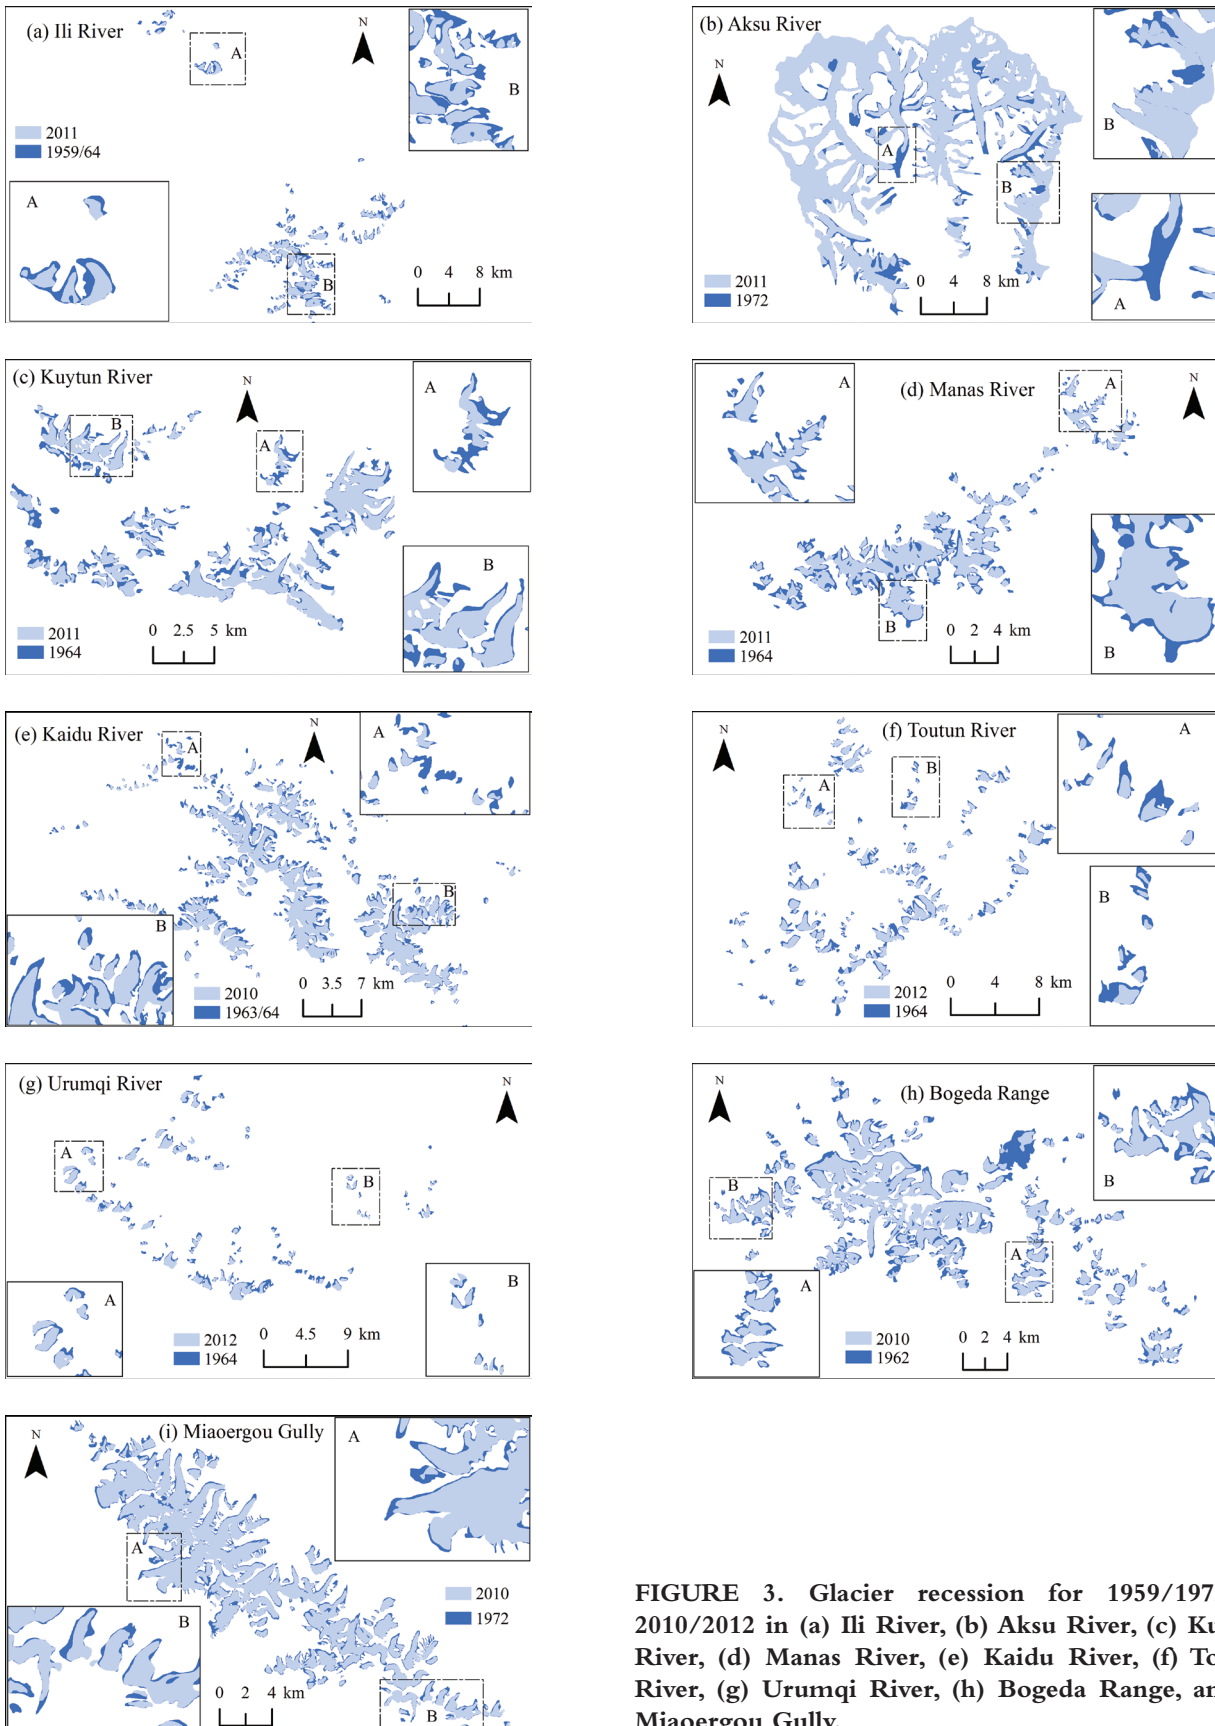 (a) Ili River
N
A
B
2011
1959/64
A
B
0 4 8 km
(b) Aksu River
N
A
B
B
A
2011
1972
0 4 8 km
(c) Kuytun River
N
A
B
A
B
2011
1964
0 2.5 5 km
(d) Manas River
N
A
A
B
B
2011
1964
0 2 4 km
(e) Kaidu River
N
A
A
B
B
2010
1963/64
0 3.5 7 km
(f) Toutun River
N
A
B
A
B
2012
1964
0 4 8 km
(g) Urumqi River
N
A
B
A
B
2012
1964
0 4.5 9 km
(h) Bogeda Range
N
B
B
A
A
2010
1962
0 2 4 km
(i) Miaoergou Gully
N
A
A
B
B
2010
1972
0 2 4 km
FIGURE 3. Glacier recession for 1959/197
2010/2012 in (a) Ili River, (b) Aksu River, (c) Ku
River, (d) Manas River, (e) Kaidu River, (f) To
River, (g) Urumqi River, (h) Bogeda Range, an
Miaoergou Gully.